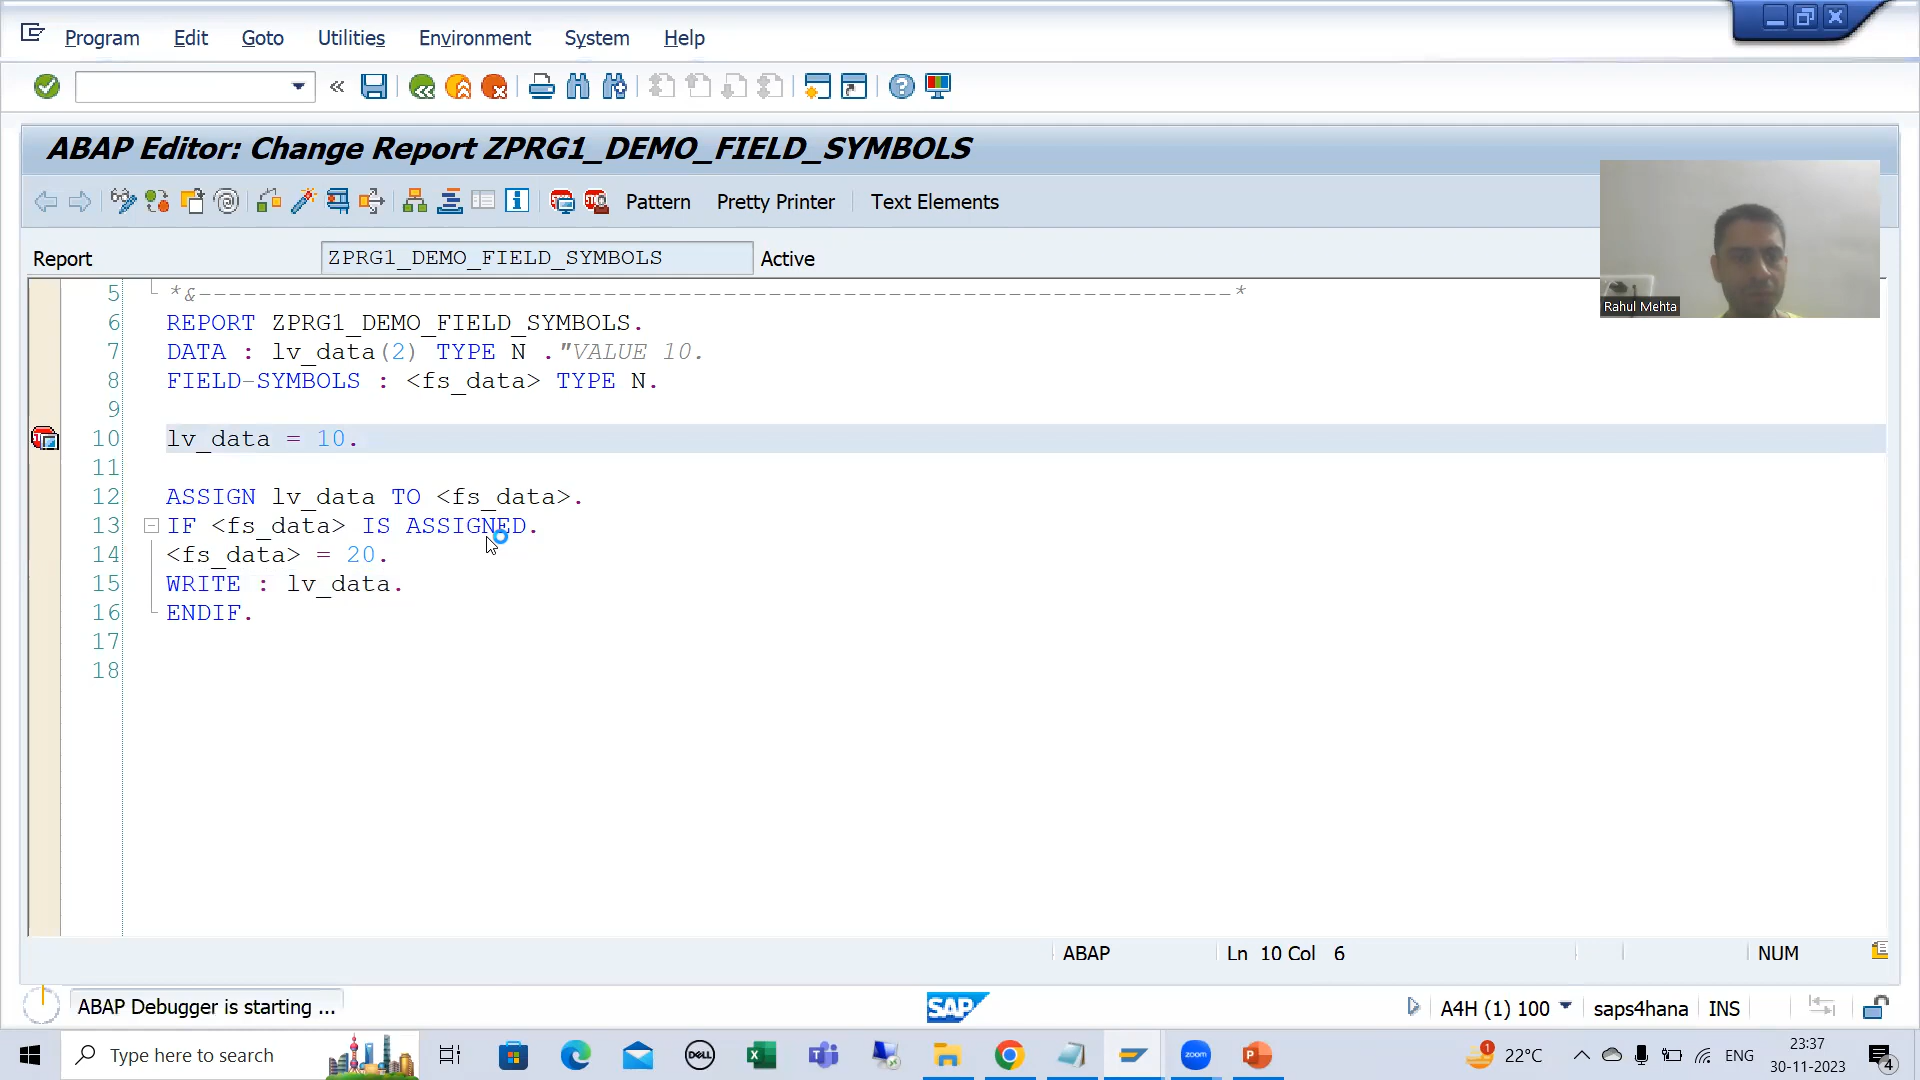 Program Edit Goto Utilities Environment System Help
ABAP Editor: Change Report ZPRG1_DEMO_FIELD_SYMBOLS
Pattern Pretty Printer Text Elements
Report ZPRG1_DEMO_FIELD_SYMBOLS Active
Rahul Mehta
5 *&---------------------------------------------------------------------*
6 REPORT ZPRG1_DEMO_FIELD_SYMBOLS.
7 DATA : lv_data(2) TYPE N ."VALUE 10.
8 FIELD-SYMBOLS : <fs_data> TYPE N.
9
10 lv_data = 10.
11
12 ASSIGN lv_data TO <fs_data>.
13 IF <fs_data> IS ASSIGNED.
14 <fs_data> = 20.
15 WRITE : lv_data.
16 ENDIF.
17
18
ABAP Ln 10 Col 6 NUM
ABAP Debugger is starting ... SAP A4H (1) 100 saps4hana INS
Type here to search DELL zoom 1 22°C ENG 23:37
30-11-2023 4